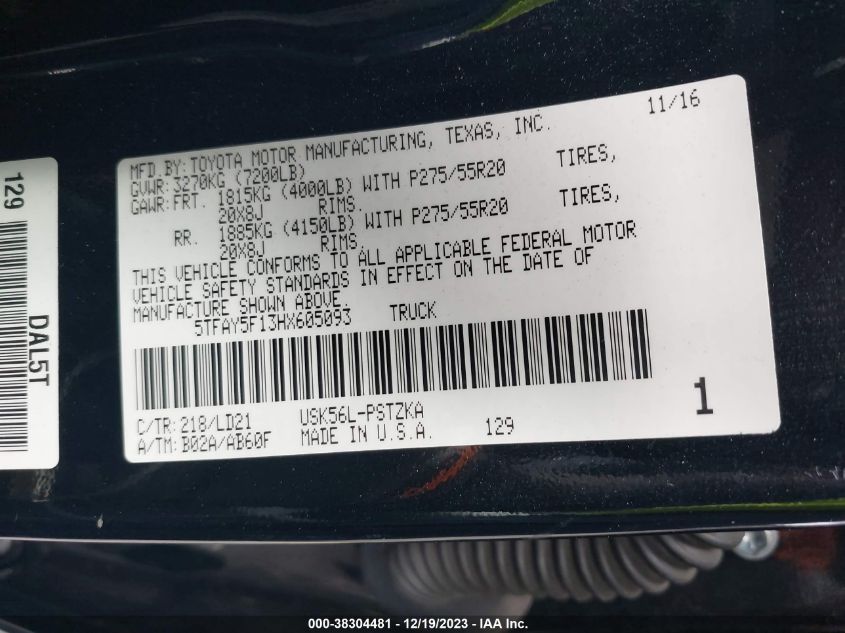 129
DAL5T
11/16
MFD.BY:TOYOTA MOTOR MANUFACTURING, TEXAS, INC.
GVWR:3270KG (7200LB)
GAWR:FRT. 1815KG (4000LB) WITH P275/55R20 TIRES,
20X8J RIMS.
RR. 1885KG (4150LB) WITH P275/55R20 TIRES,
20X8J RIMS.
THIS VEHICLE CONFORMS TO ALL APPLICABLE FEDERAL MOTOR
VEHICLE SAFETY STANDARDS IN EFFECT ON THE DATE OF
MANUFACTURE SHOWN ABOVE.
5TFAY5F13HX605093 TRUCK
C/TR:218/LD21 USK56L-PSTZKA
A/TM:B02A/AB60F MADE IN U.S.A. 129
1
000-38304481 - 12/19/2023 - IAA Inc.